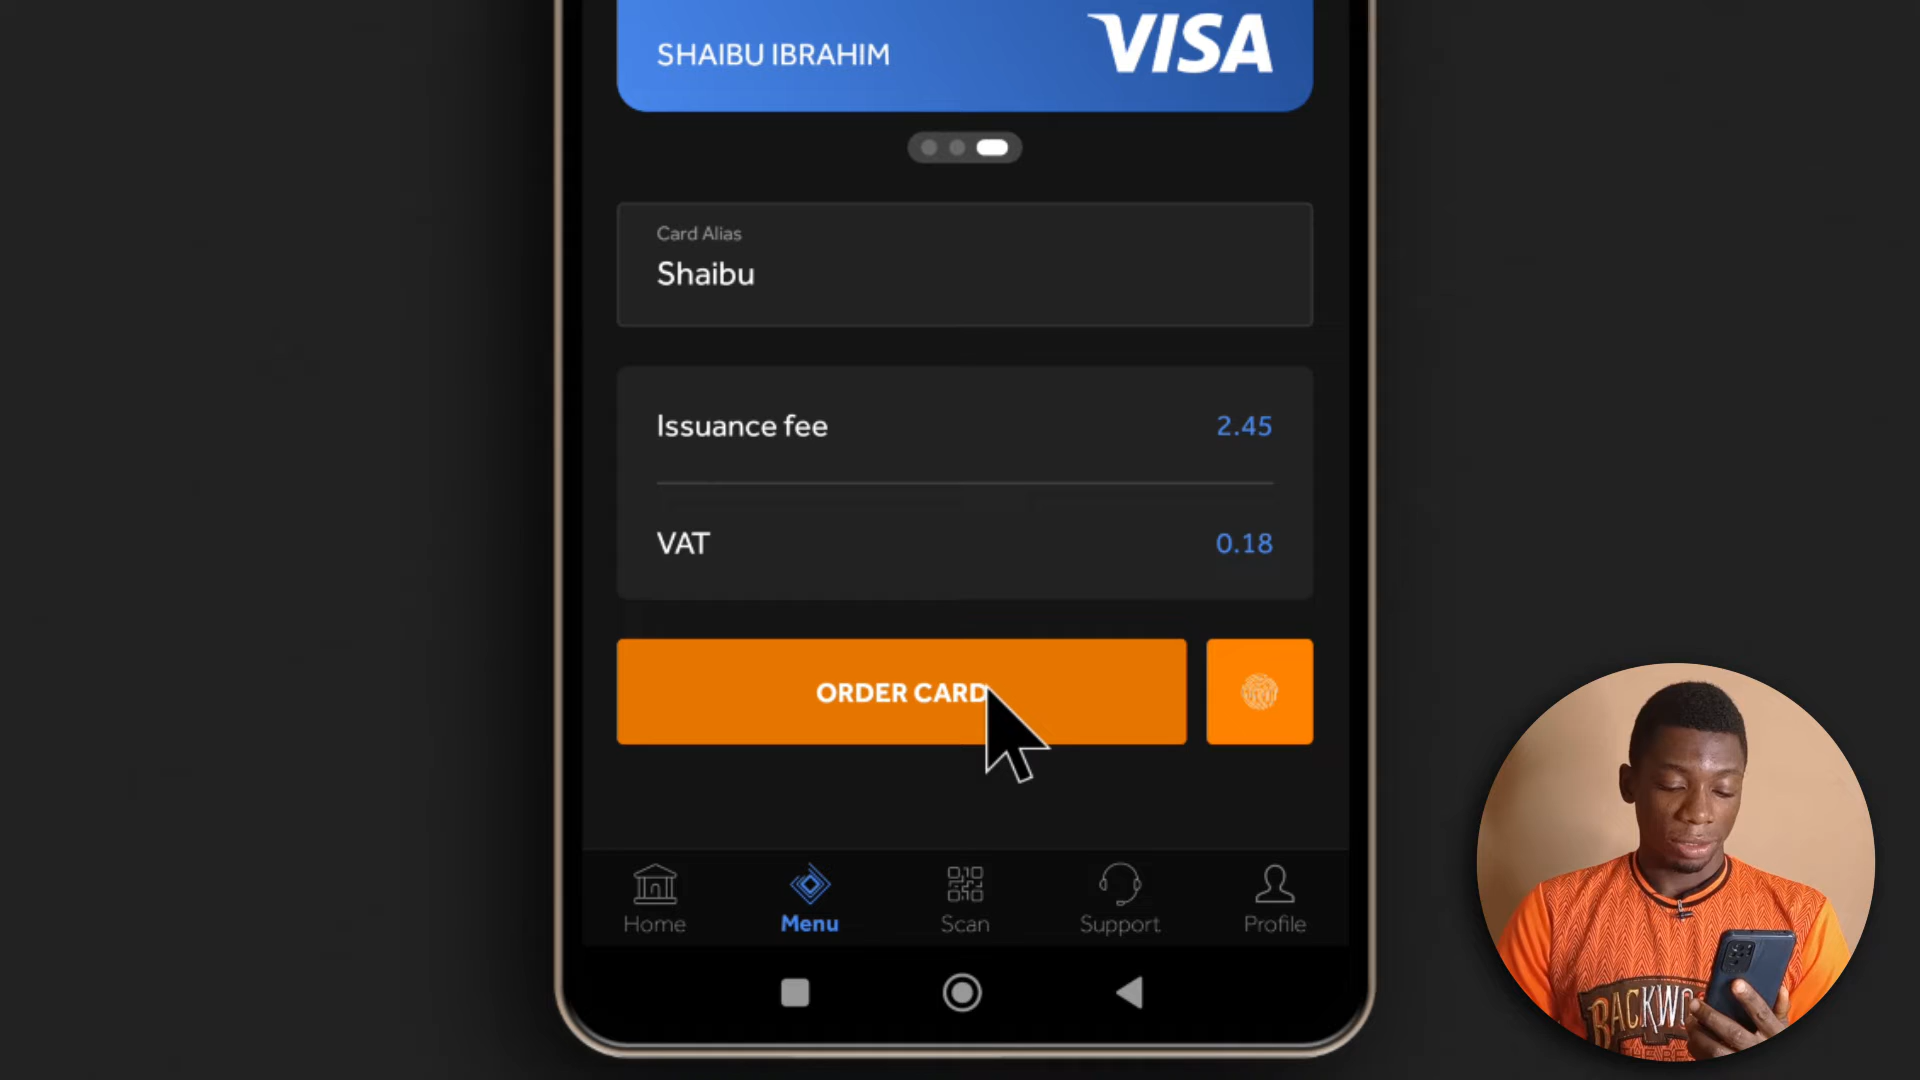 SHAIBU IBRAHIM
VISA
Card Alias
Shaibu
Issuance fee
2.45
VAT
0.18
ORDER CARD
Home
Menu
Scan
Support
Profile
BACKWO